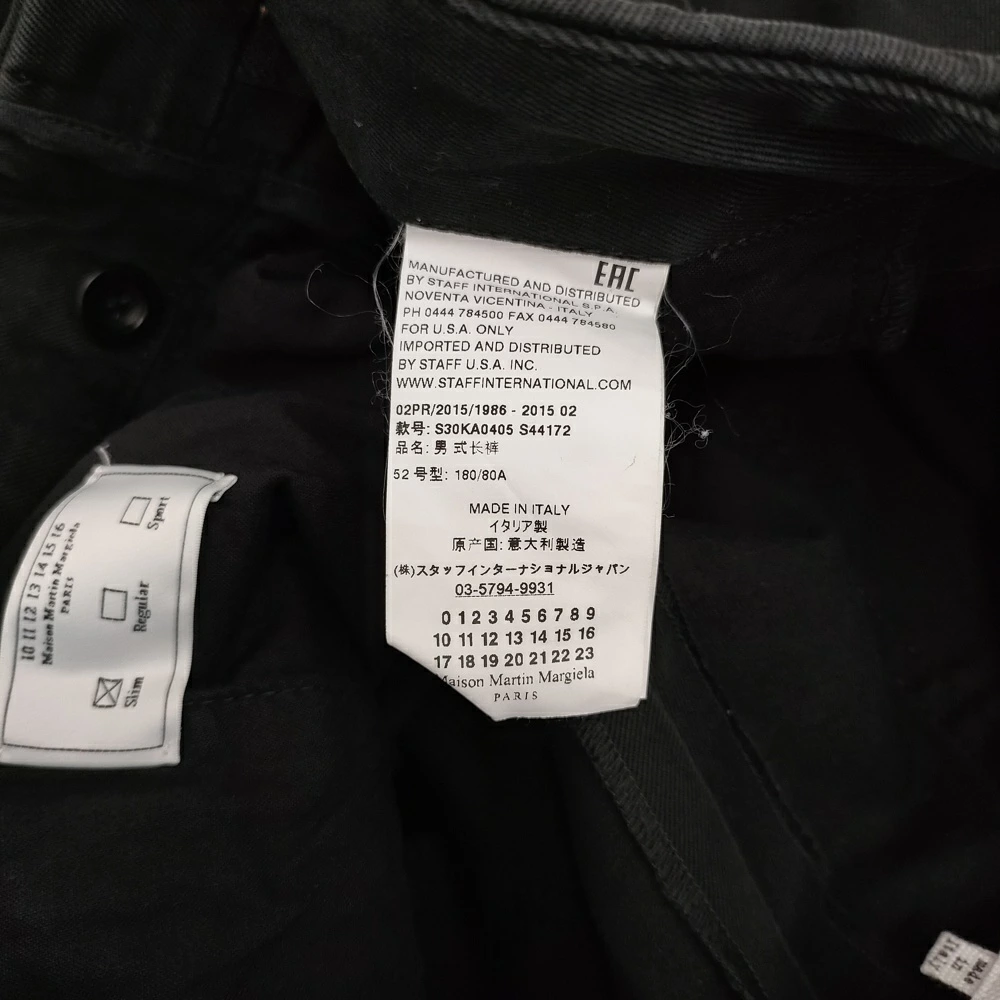 EAC
MANUFACTURED AND DISTRIBUTED
BY STAFF INTERNATIONAL S.P.A.
NOVENTA VICENTINA - ITALY
PH 0444 784500 FAX 0444 784580
FOR U.S.A. ONLY
IMPORTED AND DISTRIBUTED
BY STAFF U.S.A. INC.
WWW.STAFFINTERNATIONAL.COM
02PR/2015/1986 - 2015 02
款号: S30KA0405 S44172
品名: 男式长裤
52 号型: 180/80A
MADE IN ITALY
イタリア製
原产国: 意大利製造
(株)スタッフインターナショナルジャパン
03-5794-9931
0 1 2 3 4 5 6 7 8 9
10 11 12 13 14 15 16
17 18 19 20 21 22 23
Maison Martin Margiela
PARIS
10 11 12 13 14 15 16
Maison Martin Margiela
PARIS
Slim
Regular
Sport
MADE
IN
ITALY